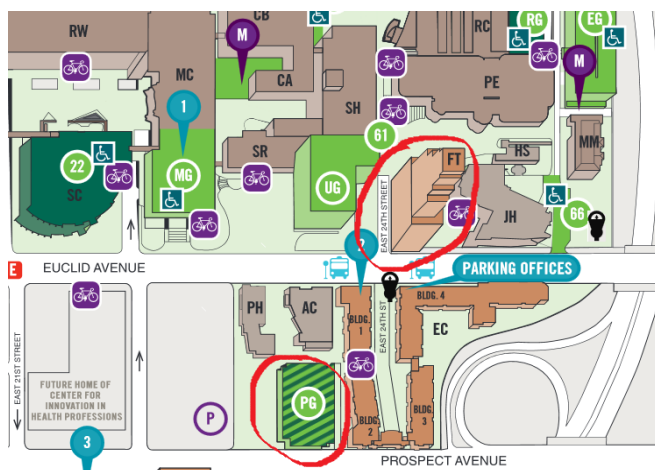 RW
CB
M
RC
RG
EG
MC
CA
PE
M
1
SH
61
MM
22
SC
MG
SR
UG
FT
HS
EAST 24TH STREET
JH
66
2
E
EUCLID AVENUE
PARKING OFFICES
PH
AC
BLDG.
1
EAST 24TH ST
BLDG. 4
EC
EAST 21ST STREET
FUTURE HOME OF
CENTER FOR
INNOVATION IN
HEALTH PROFESSIONS
P
PG
BLDG.
2
BLDG.
3
3
PROSPECT AVENUE